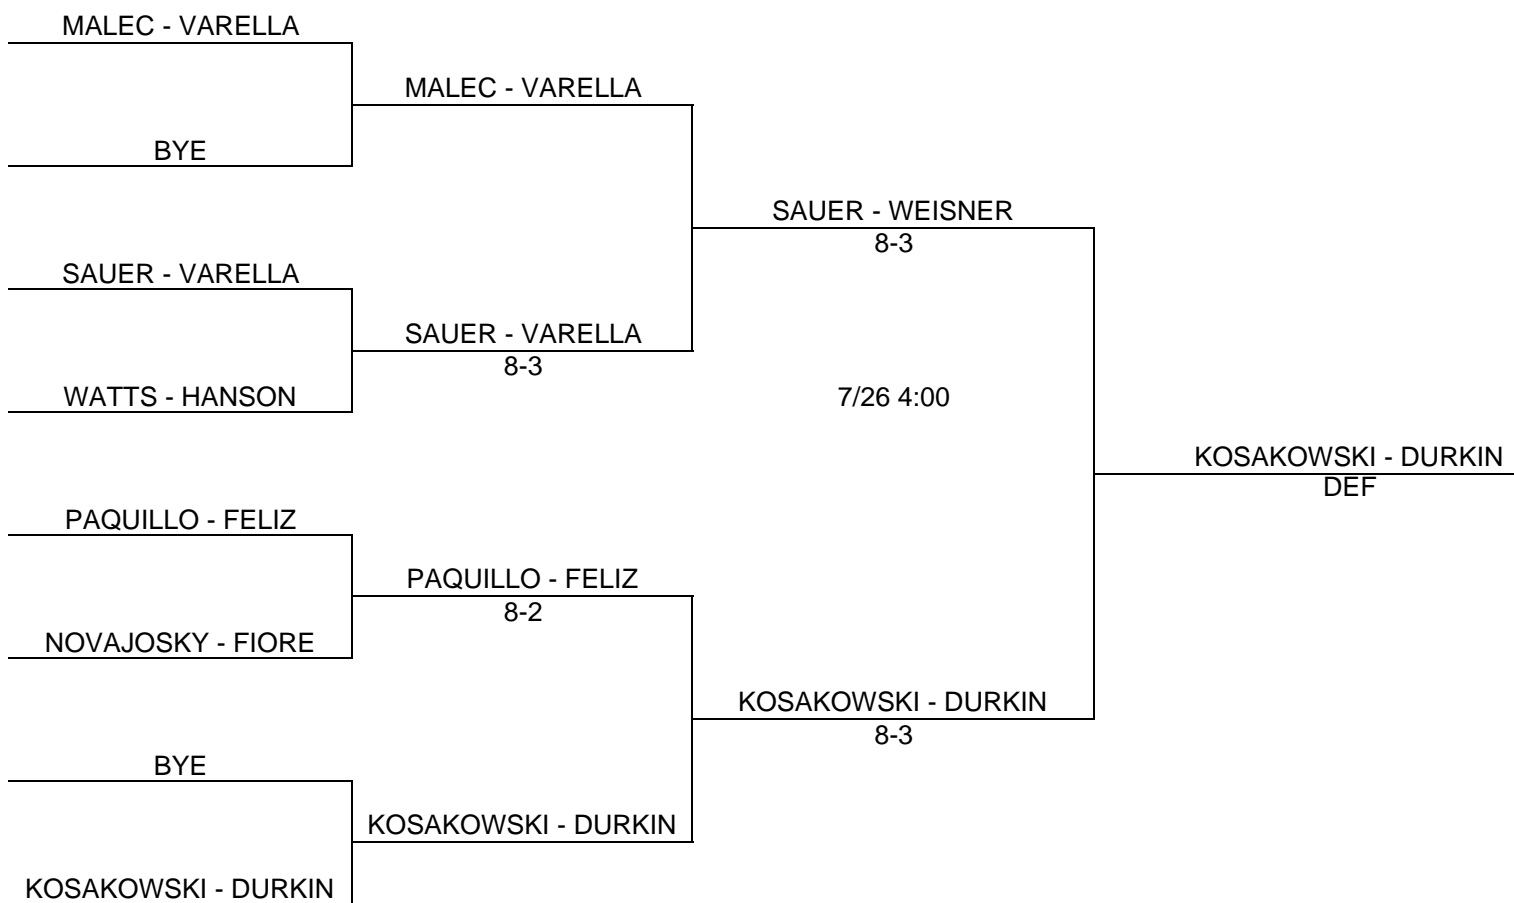 MALEC - VARELLA
MALEC - VARELLA
BYE
SAUER - WEISNER
8-3
SAUER - VARELLA
SAUER - VARELLA
8-3
WATTS - HANSON
7/26 4:00
KOSAKOWSKI - DURKIN
DEF
PAQUILLO - FELIZ
PAQUILLO - FELIZ
8-2
NOVAJOSKY - FIORE
KOSAKOWSKI - DURKIN
8-3
BYE
KOSAKOWSKI - DURKIN
KOSAKOWSKI - DURKIN